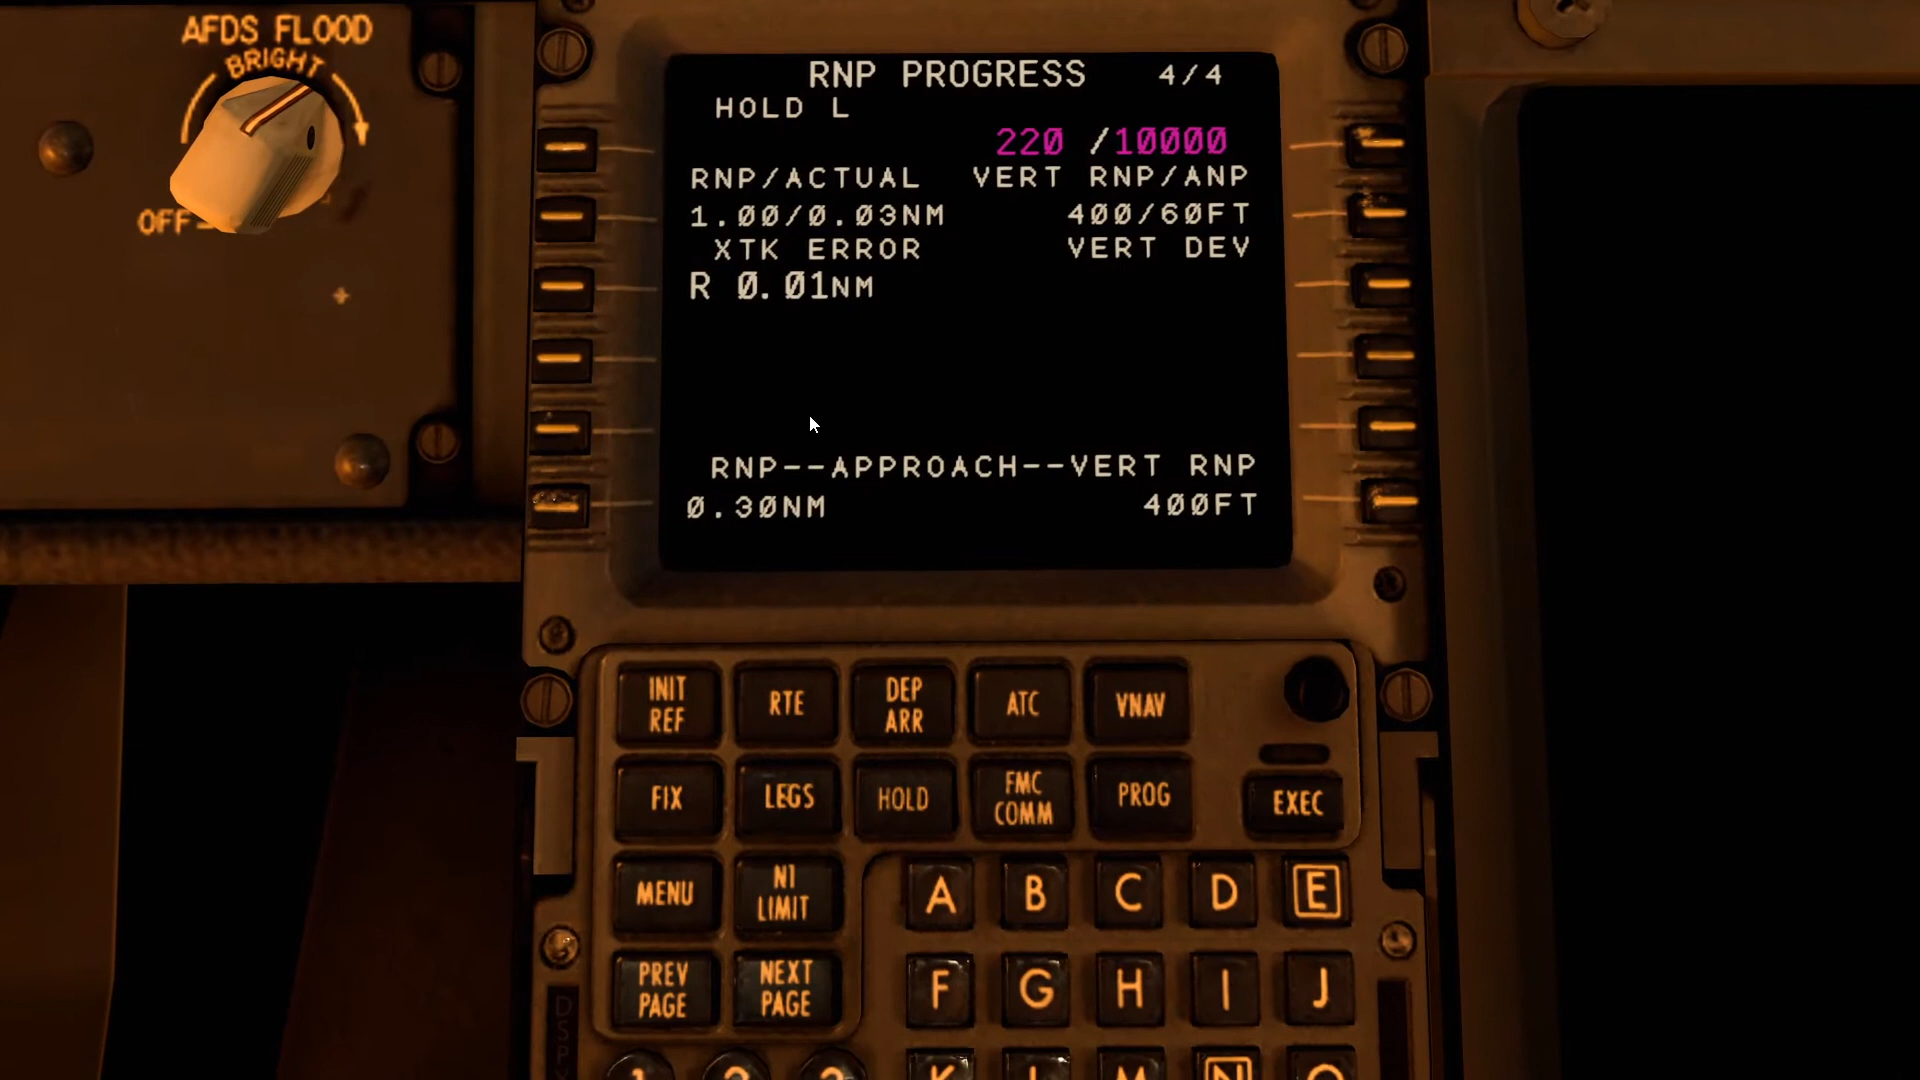 AFDS FLOOD
BRIGHT
OFF
RNP PROGRESS 4/4
HOLD L
220 /10000
RNP/ACTUAL VERT RNP/ANP
1.00/0.03NM 400/60FT
XTK ERROR VERT DEV
R 0.01NM
RNP--APPROACH--VERT RNP
0.30NM 400FT
INIT REF
RTE
DEP ARR
ATC
VNAV
FIX
LEGS
HOLD
FMC COMM
PROG
EXEC
MENU
N1 LIMIT
A B C D E
PREV PAGE
NEXT PAGE
F G H I J